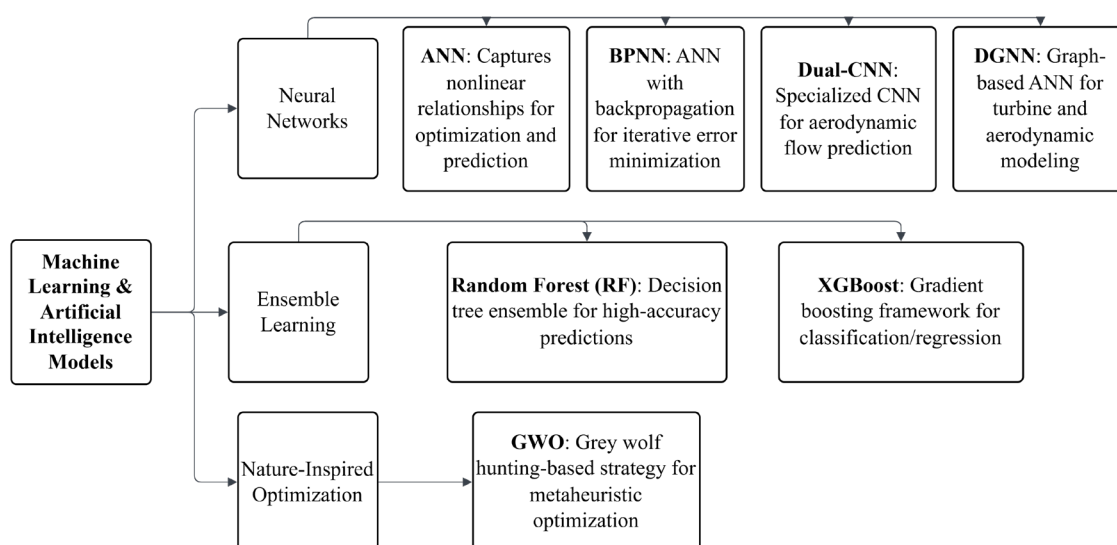 Neural
Networks
ANN: Captures
nonlinear
relationships for
optimization and
prediction
BPNN: ANN
with
backpropagation
for iterative error
minimization
Dual-CNN:
Specialized CNN
for aerodynamic
flow prediction
DGNN: Graph-
based ANN for
turbine and
aerodynamic
modeling
Machine
Learning &
Artificial
Intelligence
Models
Ensemble
Learning
Random Forest (RF): Decision
tree ensemble for high-accuracy
predictions
XGBoost: Gradient
boosting framework for
classification/regression
Nature-Inspired
Optimization
GWO: Grey wolf
hunting-based strategy for
metaheuristic
optimization